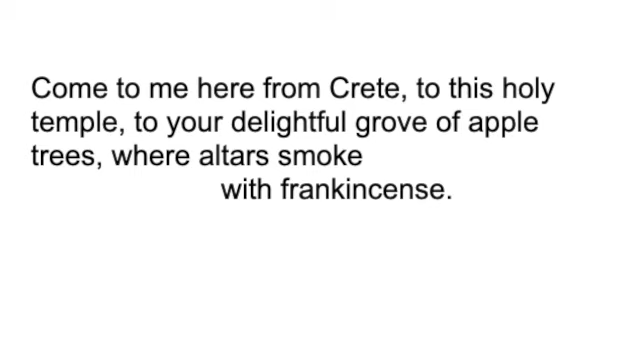 Come to me here from Crete, to this holy
temple, to your delightful grove of apple
trees, where altars smoke
with frankincense.